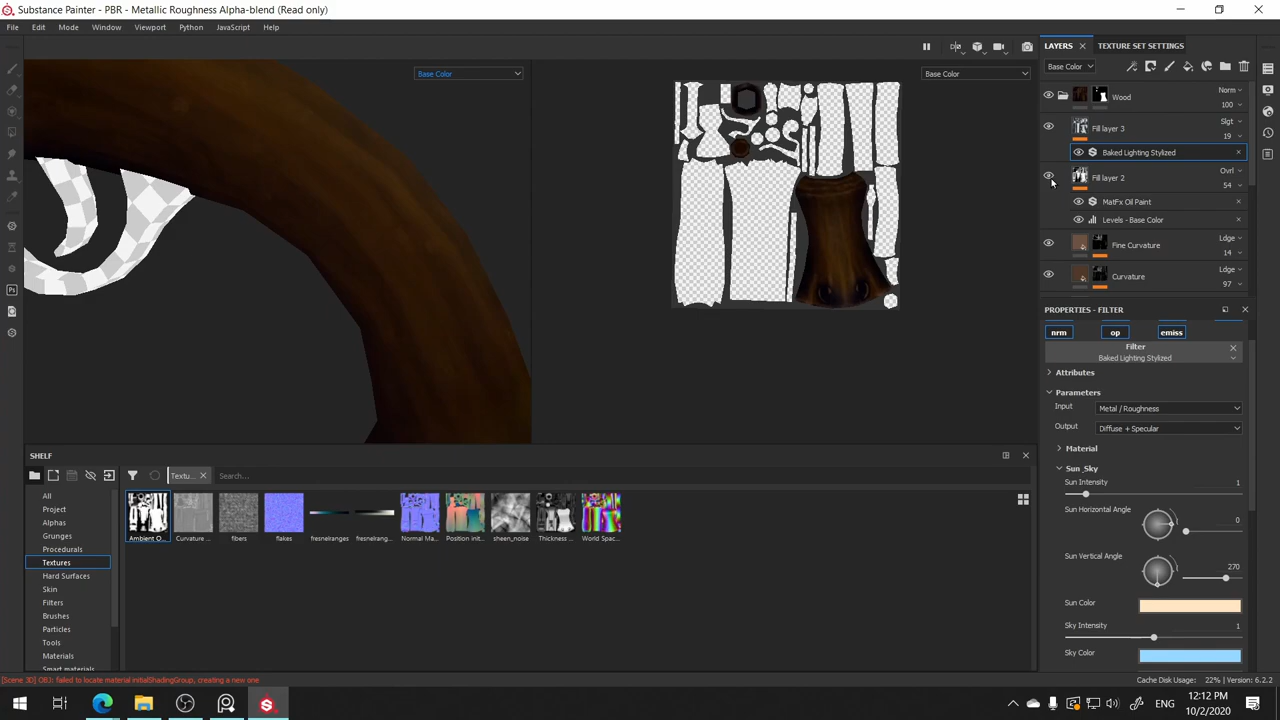 Substance Painter - PBR - Metallic Roughness Alpha-blend (Read only)
File Edit Mode Window Viewport Python JavaScript Help
Base Color
Base Color
LAYERS
TEXTURE SET SETTINGS
Base Color
Wood
Norm
100
Fill layer 3
Slgt
19
Baked Lighting Stylized
Fill layer 2
Ovrl
54
MatFx Oil Paint
Levels - Base Color
Fine Curvature
Ldge
14
Curvature
Ldge
97
PROPERTIES - FILTER
nrm
op
emiss
Filter
Baked Lighting Stylized
Attributes
Parameters
Input
Metal / Roughness
Output
Diffuse + Specular
Material
Sun_Sky
Sun Intensity
1
Sun Horizontal Angle
0
Sun Vertical Angle
270
Sun Color
Sky Intensity
1
Sky Color
SHELF
Textu...
Search...
All
Project
Alphas
Grunges
Procedurals
Textures
Hard Surfaces
Skin
Filters
Brushes
Particles
Tools
Materials
Smart materials
Ambient O...
Curvature ...
fibers
flakes
fresnelranges
fresnelrang...
Normal Ma...
Position init...
sheen_noise
Thickness ...
World Spac...
[Scene 3D] OBJ: failed to locate material initialShadingGroup, creating a new one
Cache Disk Usage: 22% | Version: 6.2.2
ENG
12:12 PM
10/2/2020